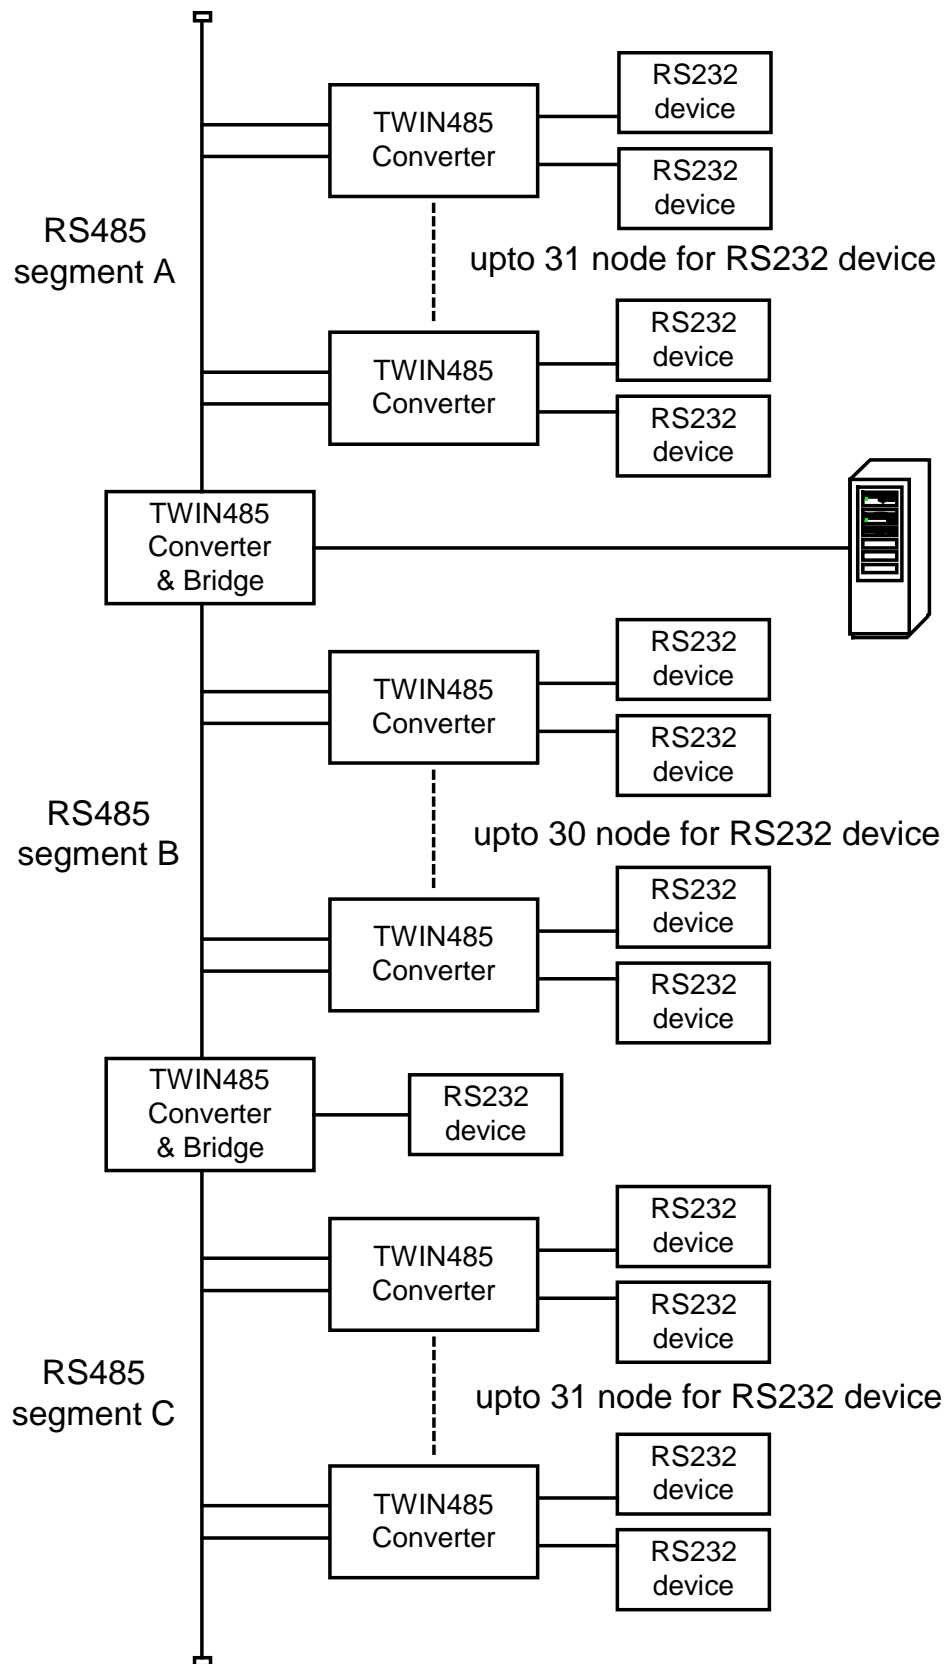 RS232
device
TWIN485
Converter
RS232
device
RS485
segment A
upto 31 node for RS232 device
RS232
device
TWIN485
Converter
RS232
device
TWIN485
Converter
& Bridge
RS232
device
TWIN485
Converter
RS232
device
RS485
segment B
upto 30 node for RS232 device
RS232
device
TWIN485
Converter
RS232
device
TWIN485
Converter
& Bridge
RS232
device
RS232
device
TWIN485
Converter
RS232
device
RS485
segment C
upto 31 node for RS232 device
RS232
device
TWIN485
Converter
RS232
device